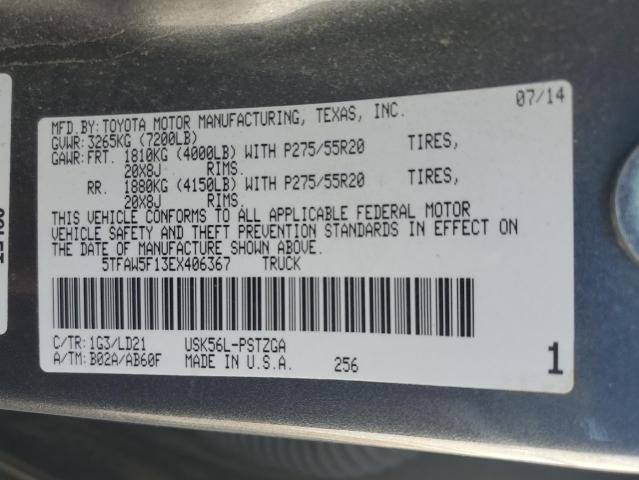 07/14
MFD.BY: TOYOTA MOTOR MANUFACTURING, TEXAS, INC.
GVWR: 3265KG (7200LB)
GAWR: FRT. 1810KG (4000LB) WITH P275/55R20 TIRES,
20X8J RIMS.
RR. 1880KG (4150LB) WITH P275/55R20 TIRES,
20X8J RIMS.
THIS VEHICLE CONFORMS TO ALL APPLICABLE FEDERAL MOTOR
VEHICLE SAFETY AND THEFT PREVENTION STANDARDS IN EFFECT ON
THE DATE OF MANUFACTURE SHOWN ABOVE.
5TFAW5F13EX406367 TRUCK
C/TR: 1G3/LD21 USK56L-PSTZGA
A/TM: B02A/AB60F MADE IN U.S.A. 256
1